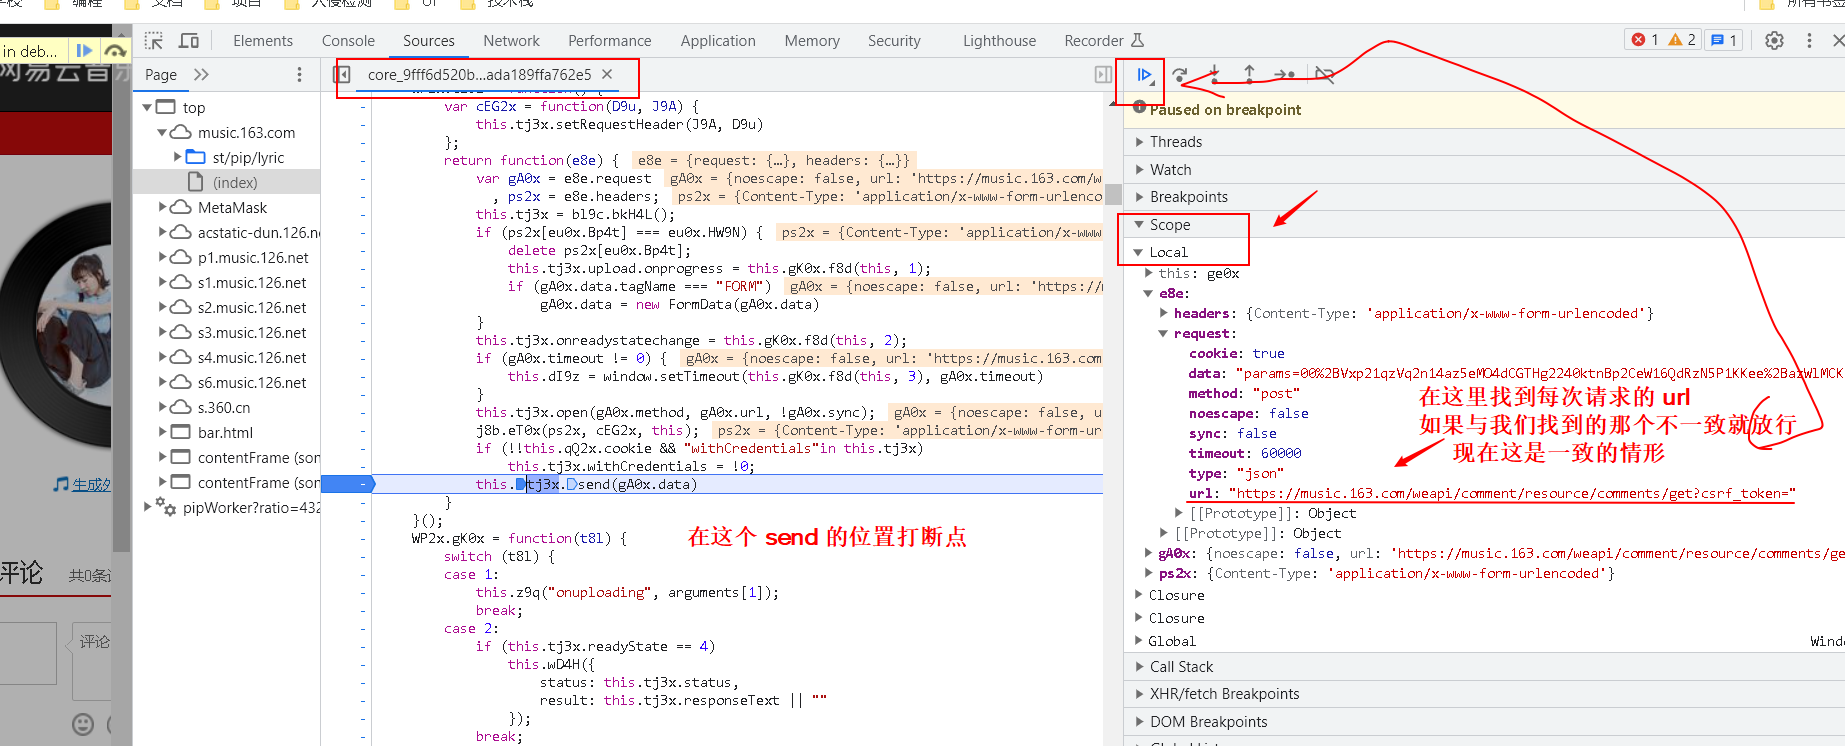 编程
文档
项目
入侵检测
UI
技术栈
所有书签
in deb...
Elements
Console
Sources
Network
Performance
Application
Memory
Security
Lighthouse
Recorder
1
2
1
网易云音乐
Page
core_9fff6d520b...ada189ffa762e5
Paused on breakpoint
top
music.163.com
st/pip/lyric
(index)
MetaMask
acstatic-dun.126.n
p1.music.126.net
s1.music.126.net
s2.music.126.net
s3.music.126.net
s4.music.126.net
s6.music.126.net
s.360.cn
bar.html
contentFrame (son
contentFrame (son
pipWorker?ratio=432
生成外
评论
共0条
评论
var cEG2x = function(D9u, J9A) {
this.tj3x.setRequestHeader(J9A, D9u)
};
return function(e8e) { e8e = {request: {…}, headers: {…}}
var gA0x = e8e.request gA0x = {noescape: false, url: 'https://music.163.com/w
, ps2x = e8e.headers; ps2x = {Content-Type: 'application/x-www-form-urlenco
this.tj3x = bl9c.bkH4L();
if (ps2x[eu0x.Bp4t] === eu0x.HW9N) { ps2x = {Content-Type: 'application/x-www
delete ps2x[eu0x.Bp4t];
this.tj3x.upload.onprogress = this.gK0x.f8d(this, 1);
if (gA0x.data.tagName === "FORM") gA0x = {noescape: false, url: 'https://m
gA0x.data = new FormData(gA0x.data)
}
this.tj3x.onreadystatechange = this.gK0x.f8d(this, 2);
if (gA0x.timeout != 0) { gA0x = {noescape: false, url: 'https://music.163.com
this.dI9z = window.setTimeout(this.gK0x.f8d(this, 3), gA0x.timeout)
}
this.tj3x.open(gA0x.method, gA0x.url, !gA0x.sync); gA0x = {noescape: false, u
j8b.eT0x(ps2x, cEG2x, this); ps2x = {Content-Type: 'application/x-www-form-ur
if (!!this.qQ2x.cookie && "withCredentials"in this.tj3x)
this.tj3x.withCredentials = !0;
this.tj3x.send(gA0x.data)
}
}();
WP2x.gK0x = function(t8l) {
switch (t8l) {
case 1:
this.z9q("onuploading", arguments[1]);
break;
case 2:
if (this.tj3x.readyState == 4)
this.wD4H({
status: this.tj3x.status,
result: this.tj3x.responseText || ""
});
break;
在这个 send 的位置打断点
Threads
Watch
Breakpoints
Scope
Local
this: ge0x
e8e:
headers: {Content-Type: 'application/x-www-form-urlencoded'}
request:
cookie: true
data: "params=00%2BVxp21qzVq2n14az5eMO4dCGTHg2240ktnBp2CeW16QdRzN5P1KKee%2BazWlMCK
method: "post"
noescape: false
sync: false
timeout: 60000
type: "json"
url: "https://music.163.com/weapi/comment/resource/comments/get?csrf_token="
[[Prototype]]: Object
[[Prototype]]: Object
gA0x: {noescape: false, url: 'https://music.163.com/weapi/comment/resource/comments/ge
ps2x: {Content-Type: 'application/x-www-form-urlencoded'}
在这里找到每次请求的 url
如果与我们找到的那个不一致就放行
现在这是一致的情形
Closure
Closure
Global
Windo
Call Stack
XHR/fetch Breakpoints
DOM Breakpoints